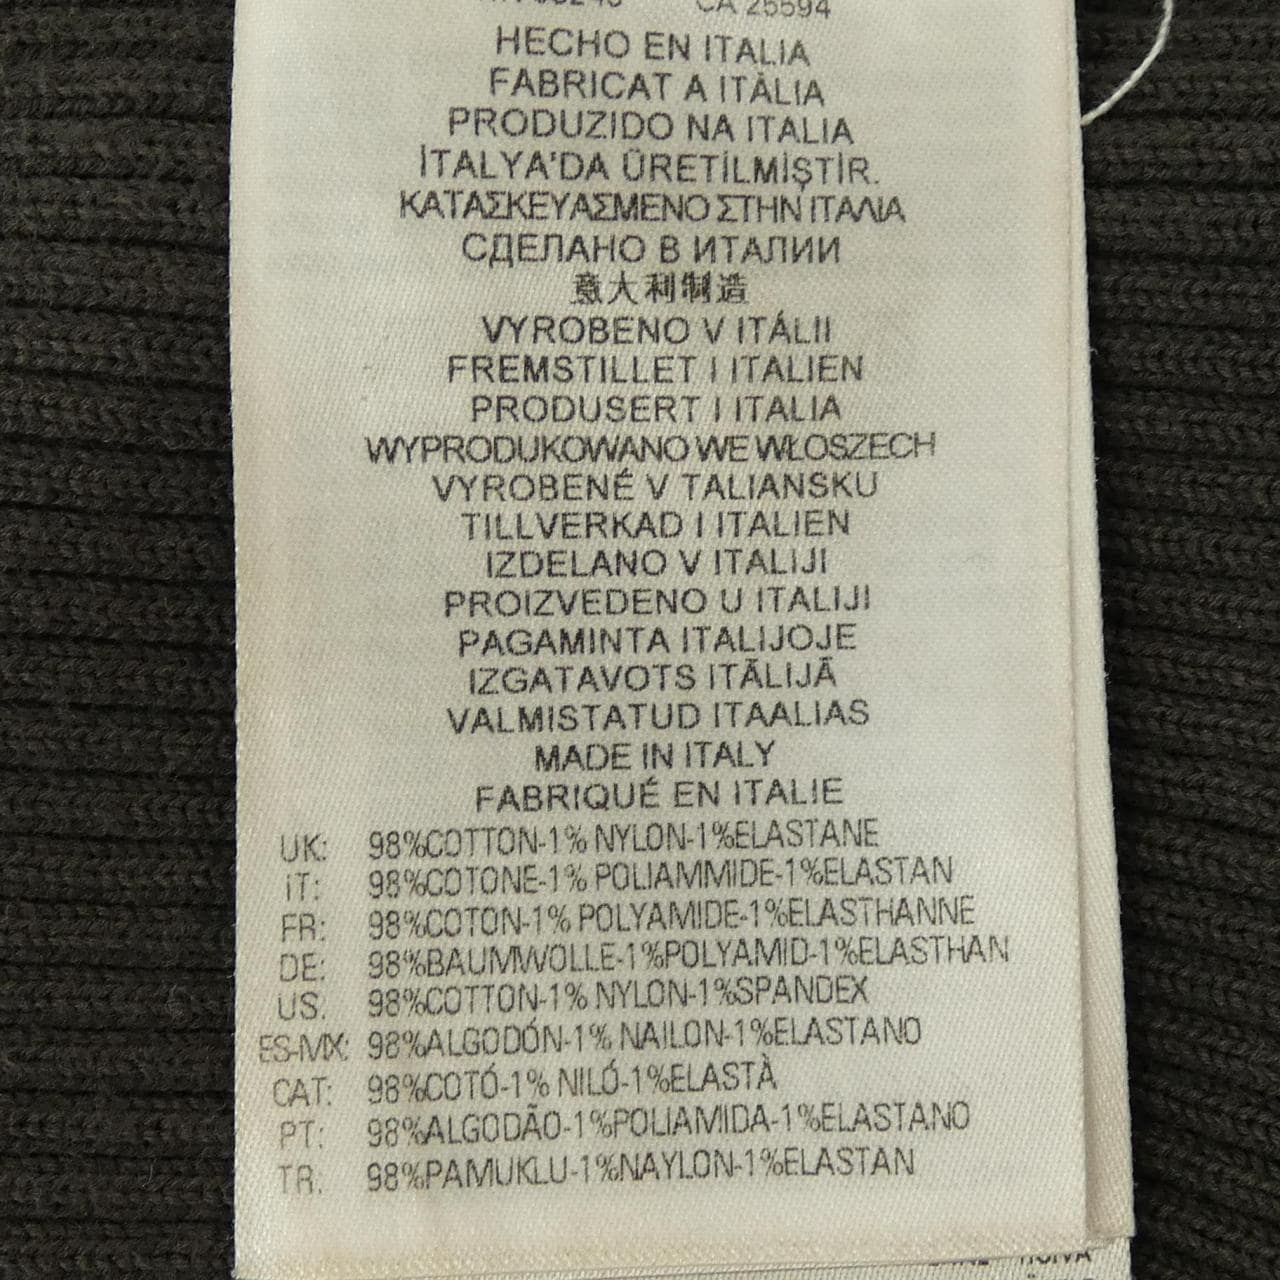 CA 25594
HECHO EN ITALIA
FABRICAT A ITÀLIA
PRODUZIDO NA ITALIA
İTALYA'DA ÜRETİLMİŞTİR.
ΚΑΤΑΣΚΕΥΑΣΜΕΝΟ ΣΤΗΝ ΙΤΑΛΙΑ
СДЕЛАНО В ИТАЛИИ
意大利制造
VYROBENO V ITÁLII
FREMSTILLET I ITALIEN
PRODUSERT I ITALIA
WYPRODUKOWANO WE WŁOSZECH
VYROBENÉ V TALIANSKU
TILLVERKAD I ITALIEN
IZDELANO V ITALIJI
PROIZVEDENO U ITALIJI
PAGAMINTA ITALIJOJE
IZGATAVOTS ITĀLIJĀ
VALMISTATUD ITAALIAS
MADE IN ITALY
FABRIQUÉ EN ITALIE
UK: 98%COTTON-1% NYLON-1%ELASTANE
IT: 98%COTONE-1% POLIAMMIDE-1%ELASTAN
FR: 98%COTON-1% POLYAMIDE-1%ELASTHANNE
DE: 98%BAUMWOLLE-1%POLYAMID-1%ELASTHAN
US. 98%COTTON-1% NYLON-1%SPANDEX
ES-MX: 98%ALGODÓN-1% NAILON-1%ELASTANO
CAT: 98%COTÓ-1% NILÓ-1%ELASTÀ
PT: 98%ALGODÃO-1%POLIAMIDA-1%ELASTANO
TR. 98%PAMUKLU-1%NAYLON-1%ELASTAN